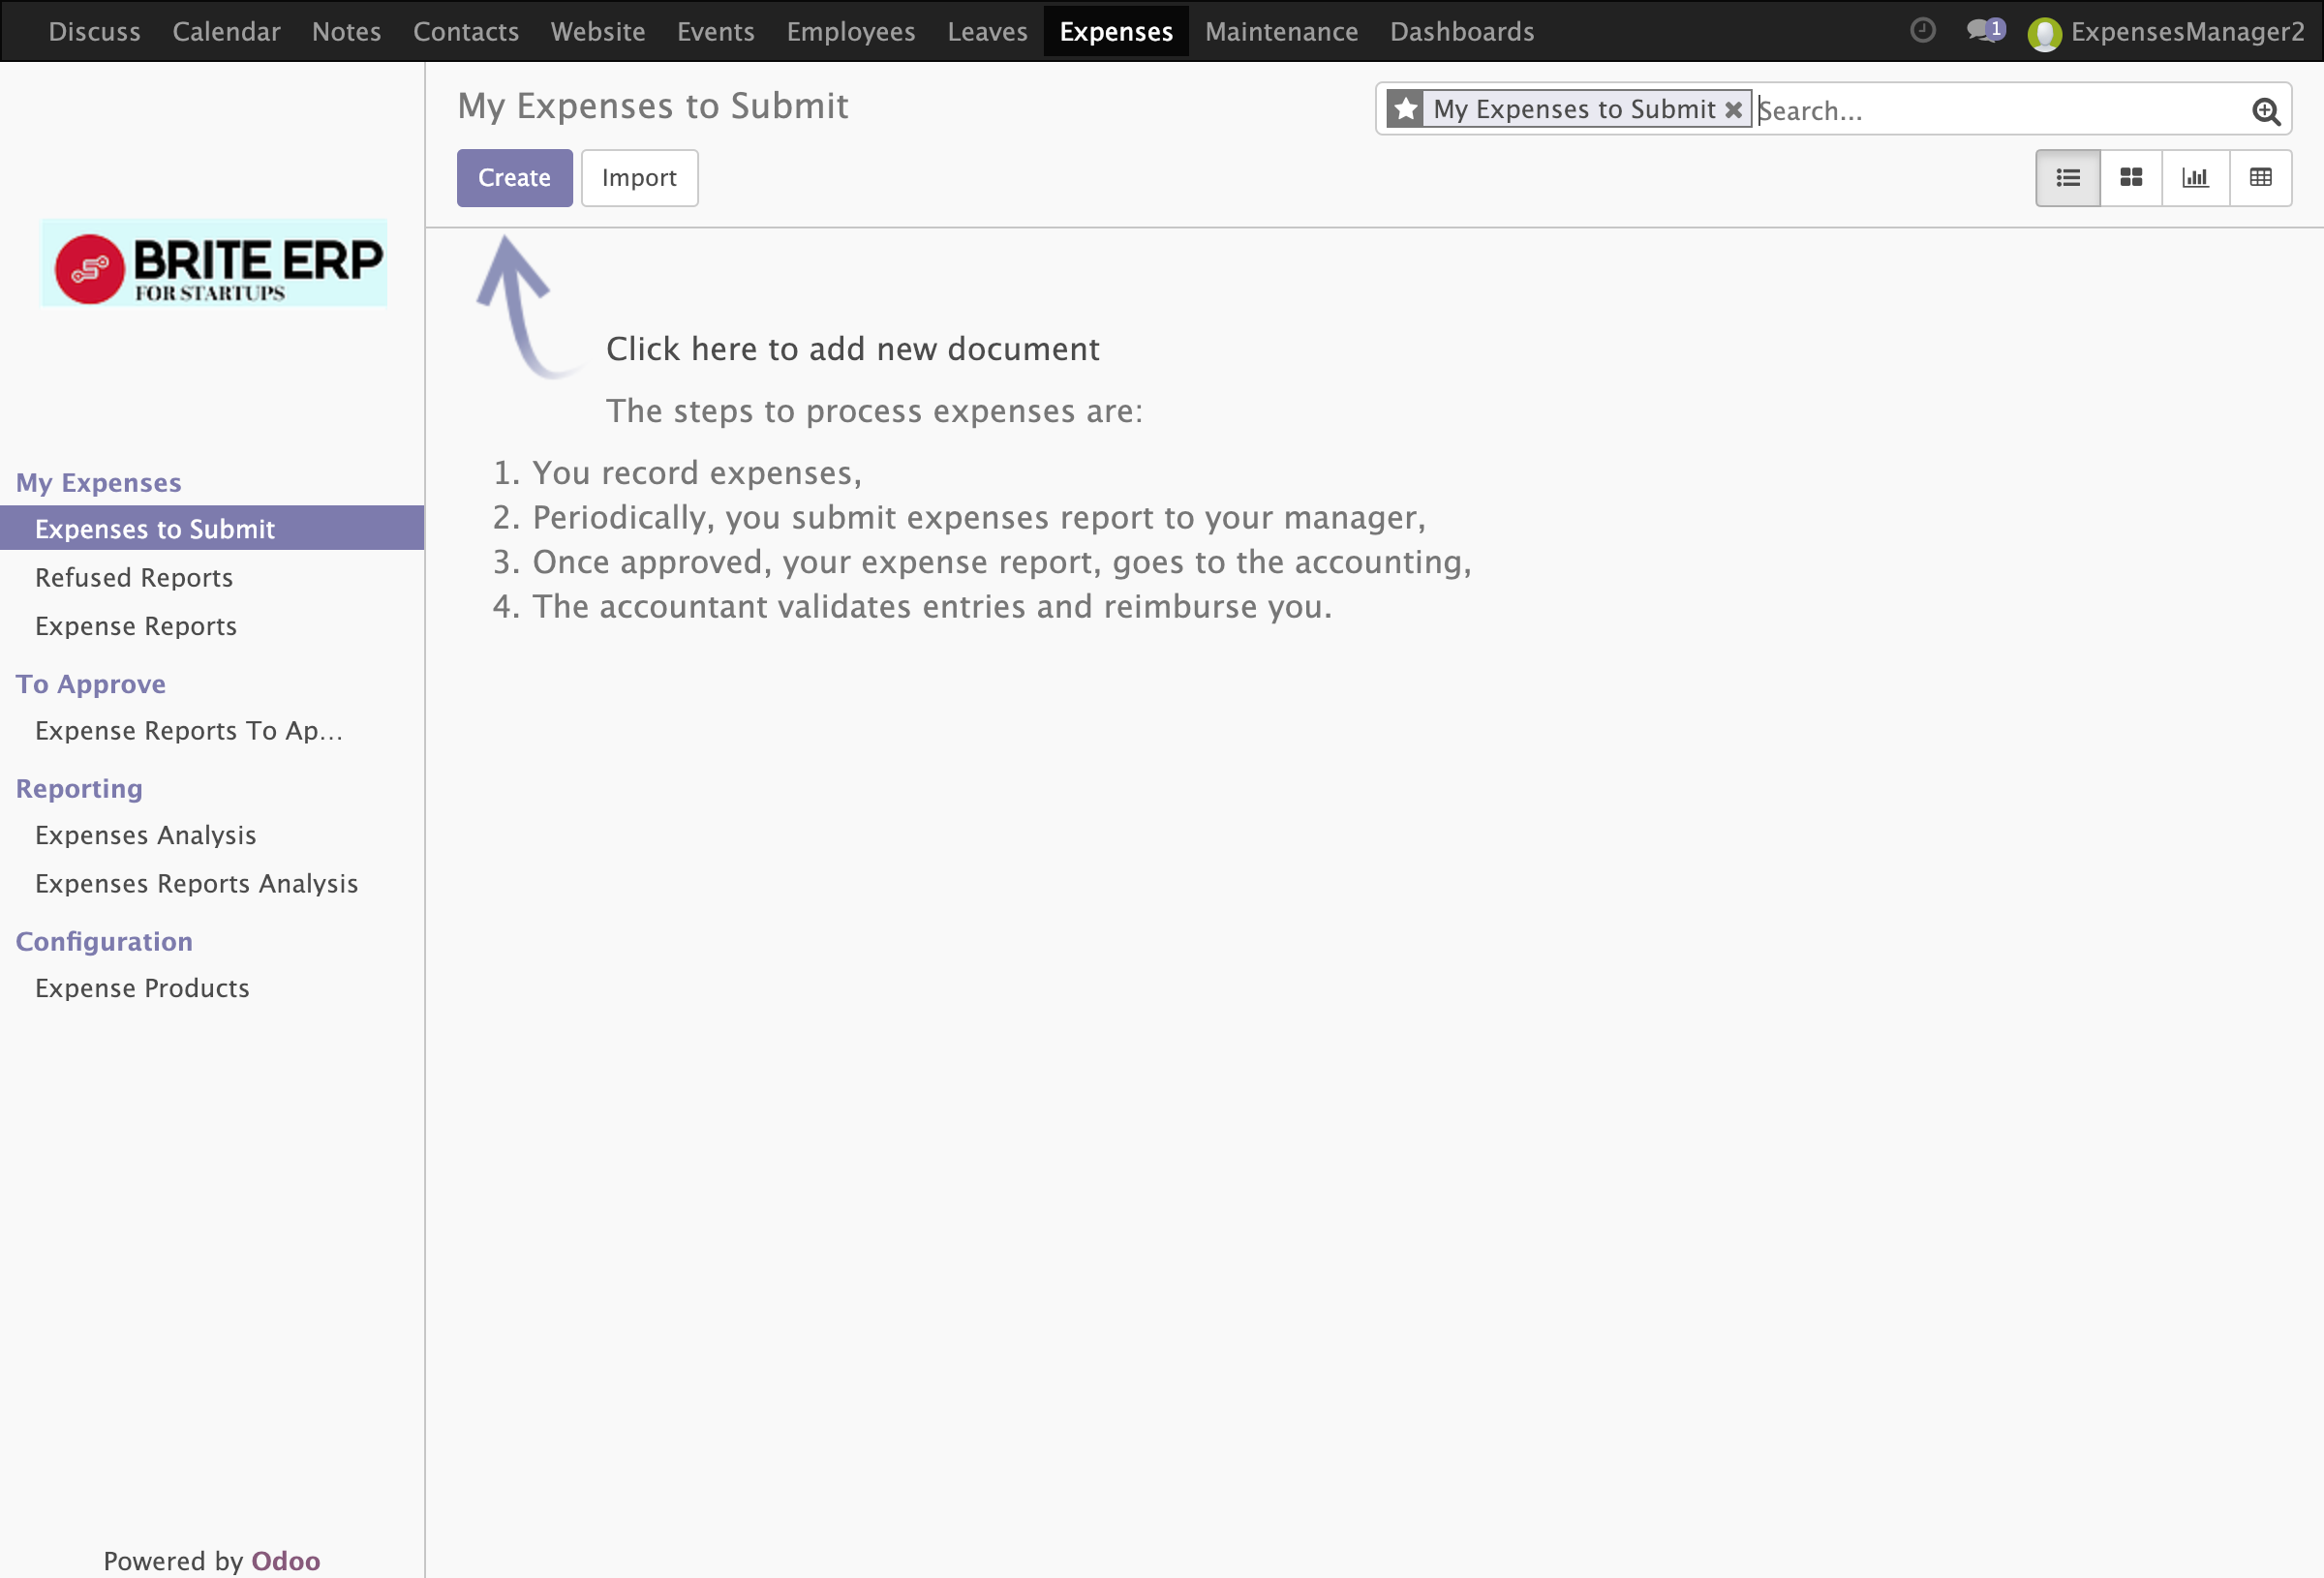 Discuss Calendar Notes Contacts Website Events Employees Leaves Expenses Maintenance Dashboards 1 ExpensesManager2
My Expenses to Submit
My Expenses to Submit Search...
Create Import
BRITE ERP
FOR STARTUPS
Click here to add new document
The steps to process expenses are:
1. You record expenses,
2. Periodically, you submit expenses report to your manager,
3. Once approved, your expense report, goes to the accounting,
4. The accountant validates entries and reimburse you.
My Expenses
Expenses to Submit
Refused Reports
Expense Reports
To Approve
Expense Reports To Ap...
Reporting
Expenses Analysis
Expenses Reports Analysis
Configuration
Expense Products
Powered by Odoo